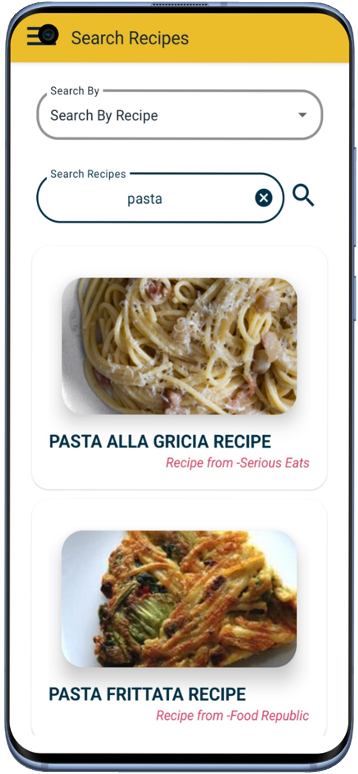 Search Recipes
Search By
Search By Recipe
Search Recipes
pasta
PASTA ALLA GRICIA RECIPE
Recipe from -Serious Eats
PASTA FRITTATA RECIPE
Recipe from -Food Republic